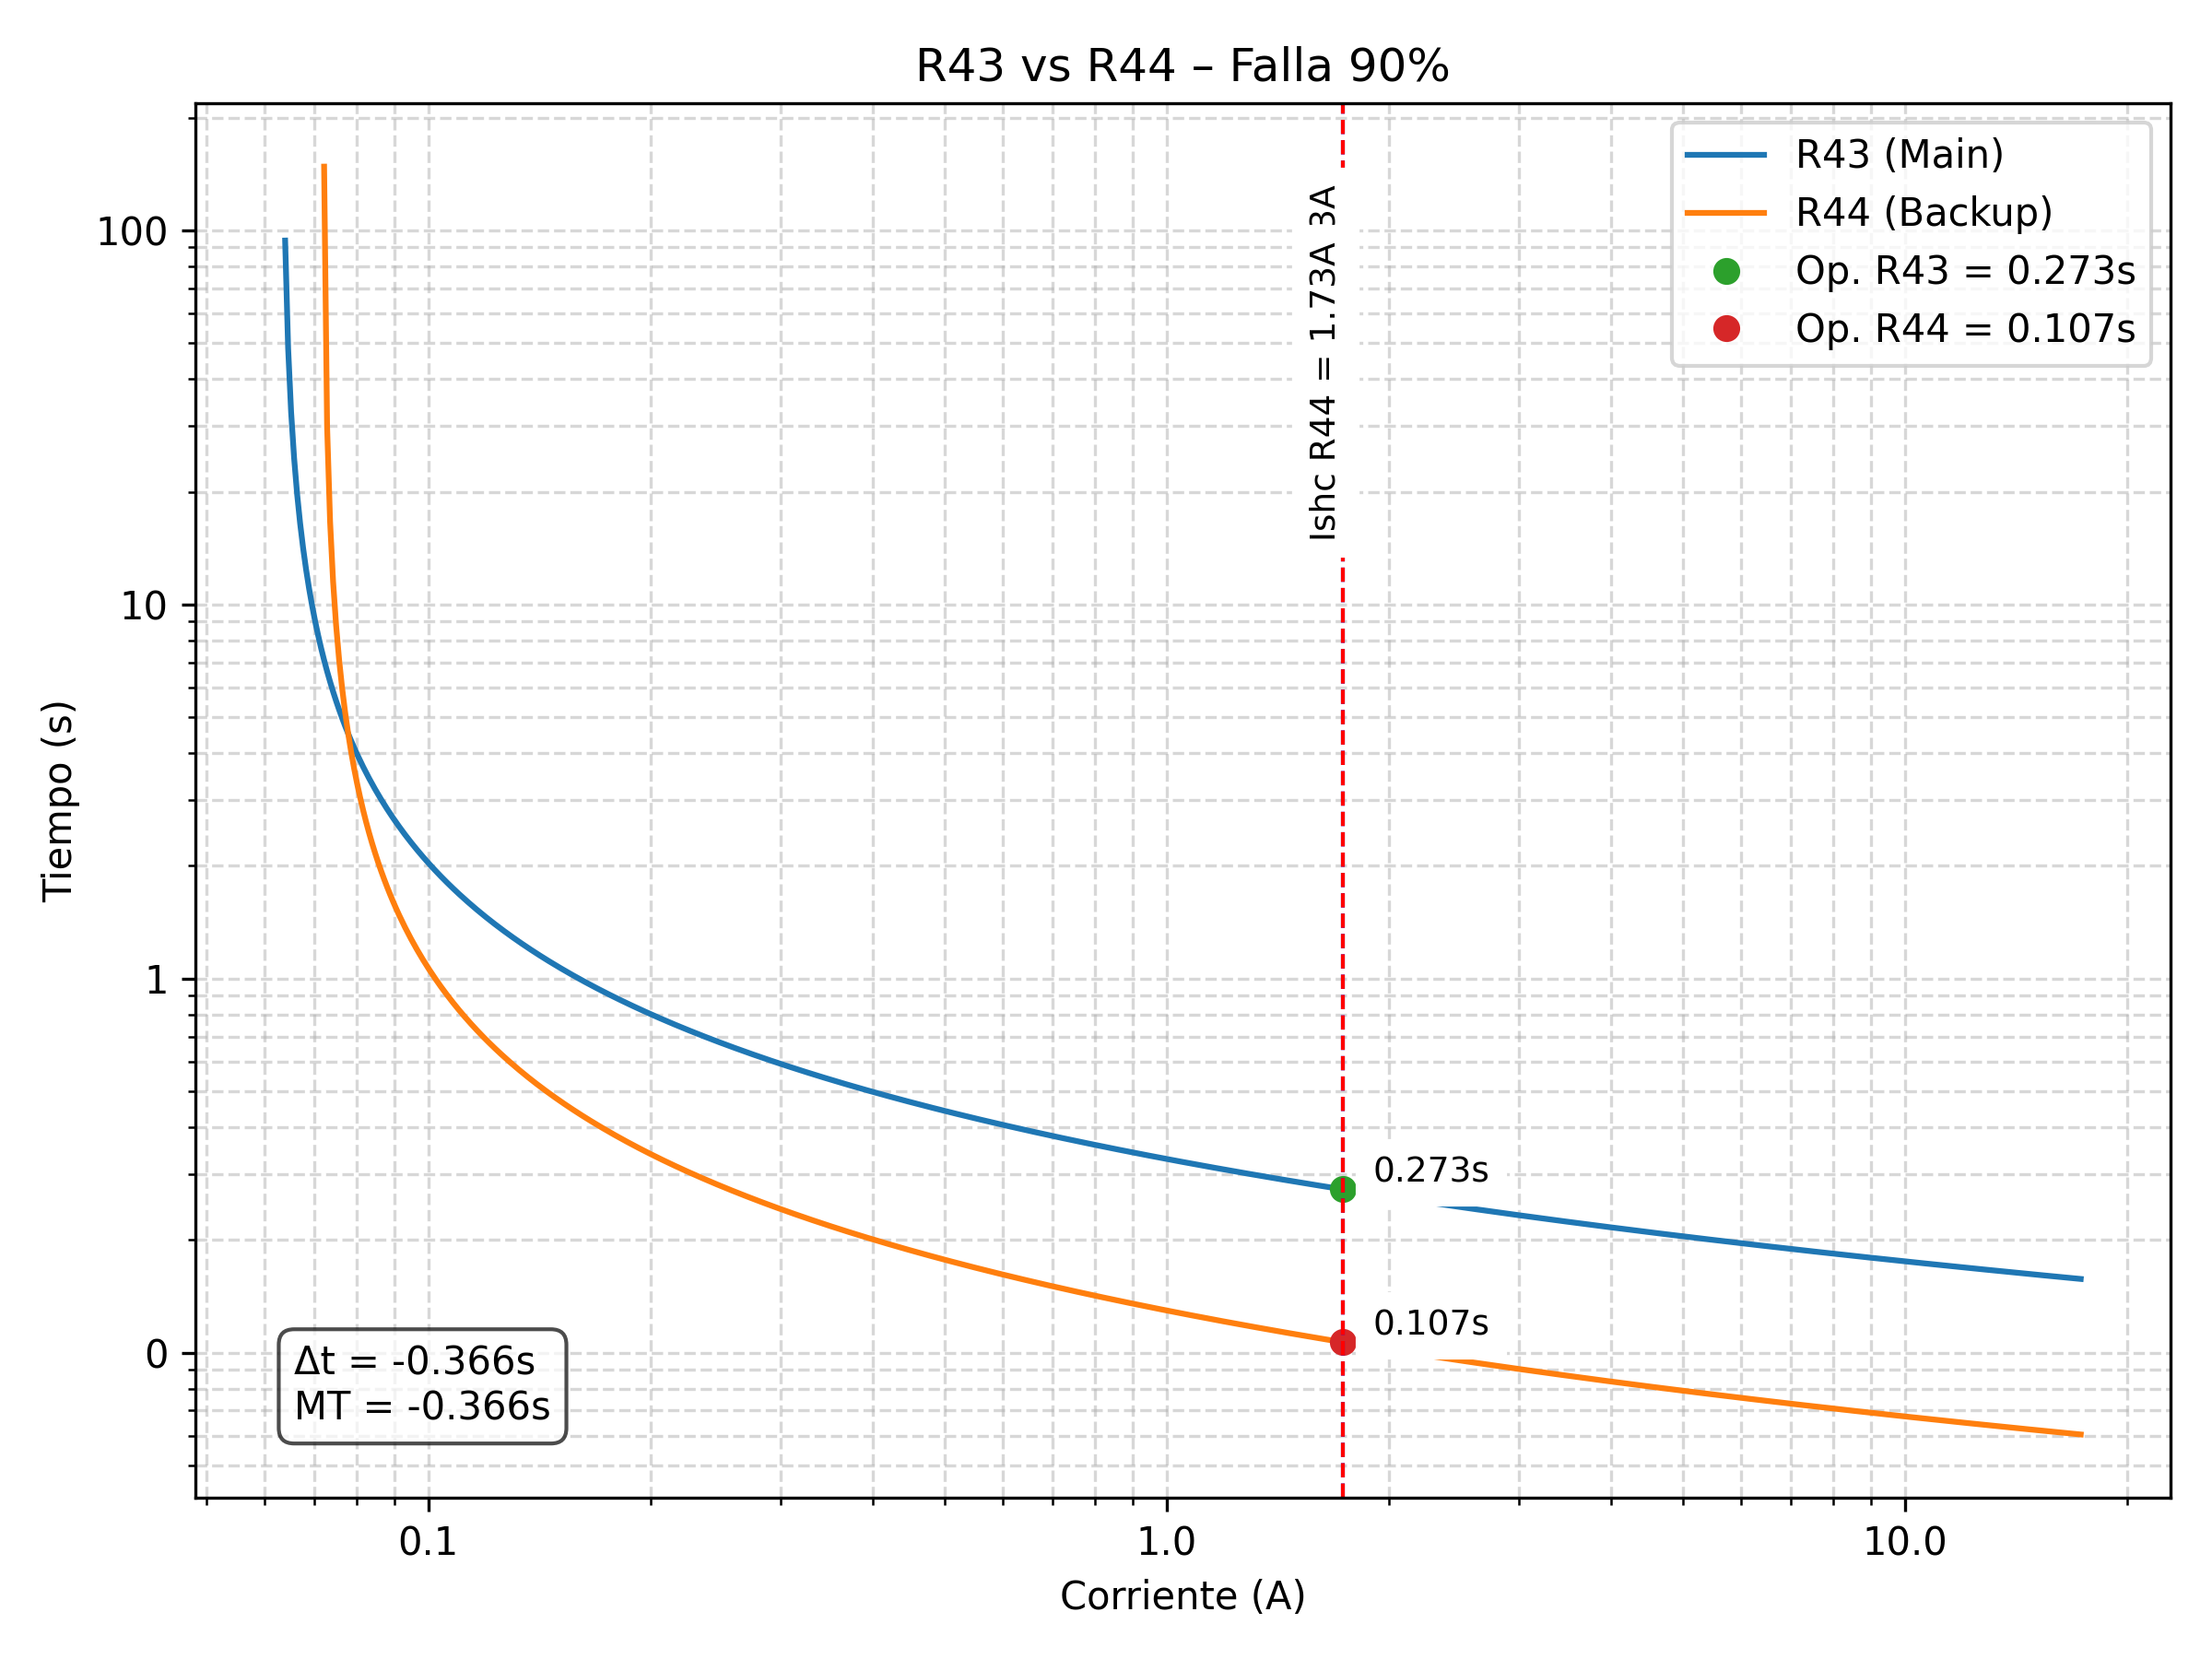 R43 vs R44 – Falla 90%
R43 (Main)
R44 (Backup)
Op. R43 = 0.273s
Op. R44 = 0.107s
Ishc R44 = 1.73A 3A
100
10
1
0
Tiempo (s)
0.273s
0.107s
Δt = -0.366s
MT = -0.366s
0.1
1.0
10.0
Corriente (A)